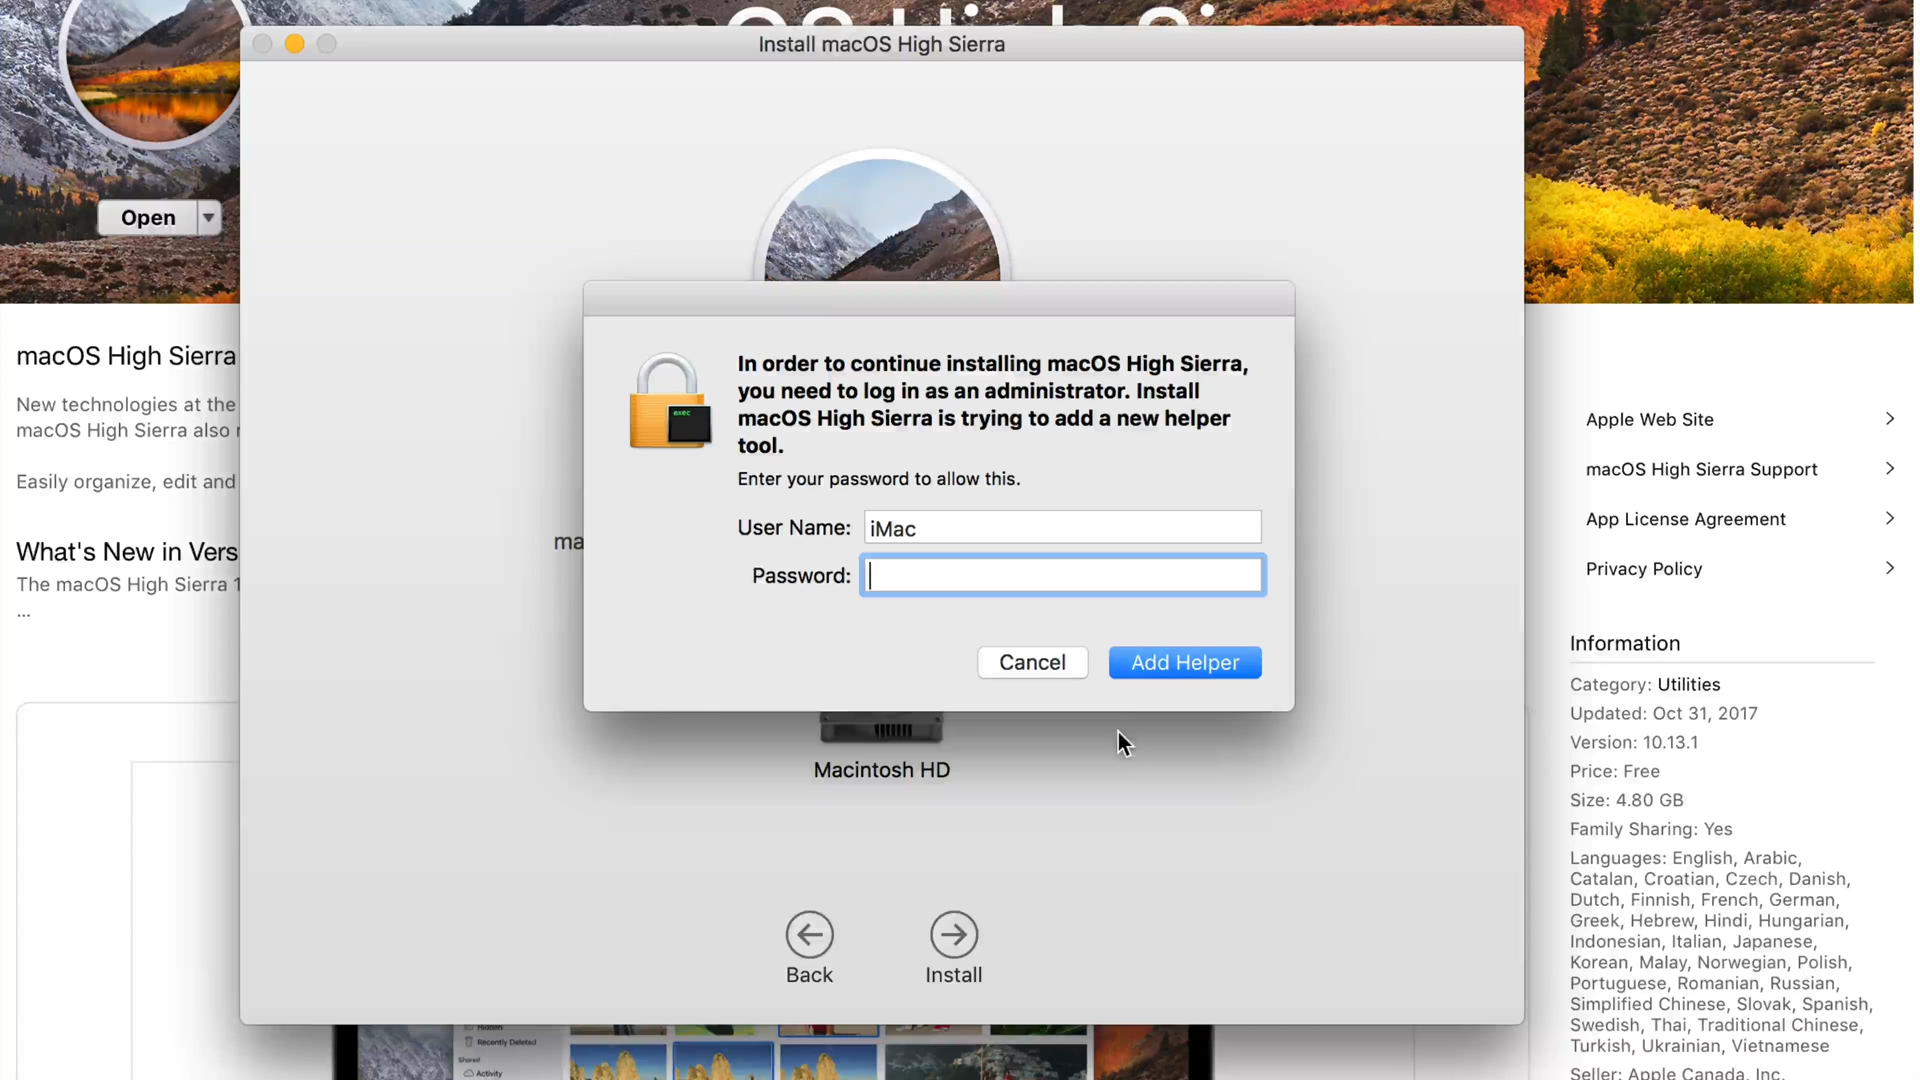 Install macOS High Sierra
Open
macOS High Sierra
New technologies at the
macOS High Sierra also
Easily organize, edit and
What's New in Vers
The macOS High Sierra 1
...
exec
In order to continue installing macOS High Sierra,
you need to log in as an administrator. Install
macOS High Sierra is trying to add a new helper
tool.
Enter your password to allow this.
User Name: iMac
Password:
Cancel
Add Helper
ma
Macintosh HD
Back
Install
Apple Web Site
macOS High Sierra Support
App License Agreement
Privacy Policy
Information
Category: Utilities
Updated: Oct 31, 2017
Version: 10.13.1
Price: Free
Size: 4.80 GB
Family Sharing: Yes
Languages: English, Arabic,
Catalan, Croatian, Czech, Danish,
Dutch, Finnish, French, German,
Greek, Hebrew, Hindi, Hungarian,
Indonesian, Italian, Japanese,
Korean, Malay, Norwegian, Polish,
Portuguese, Romanian, Russian,
Simplified Chinese, Slovak, Spanish,
Swedish, Thai, Traditional Chinese,
Turkish, Ukrainian, Vietnamese
Seller: Apple Canada, Inc.
Hidden
Recently Deleted
Shared
Activity